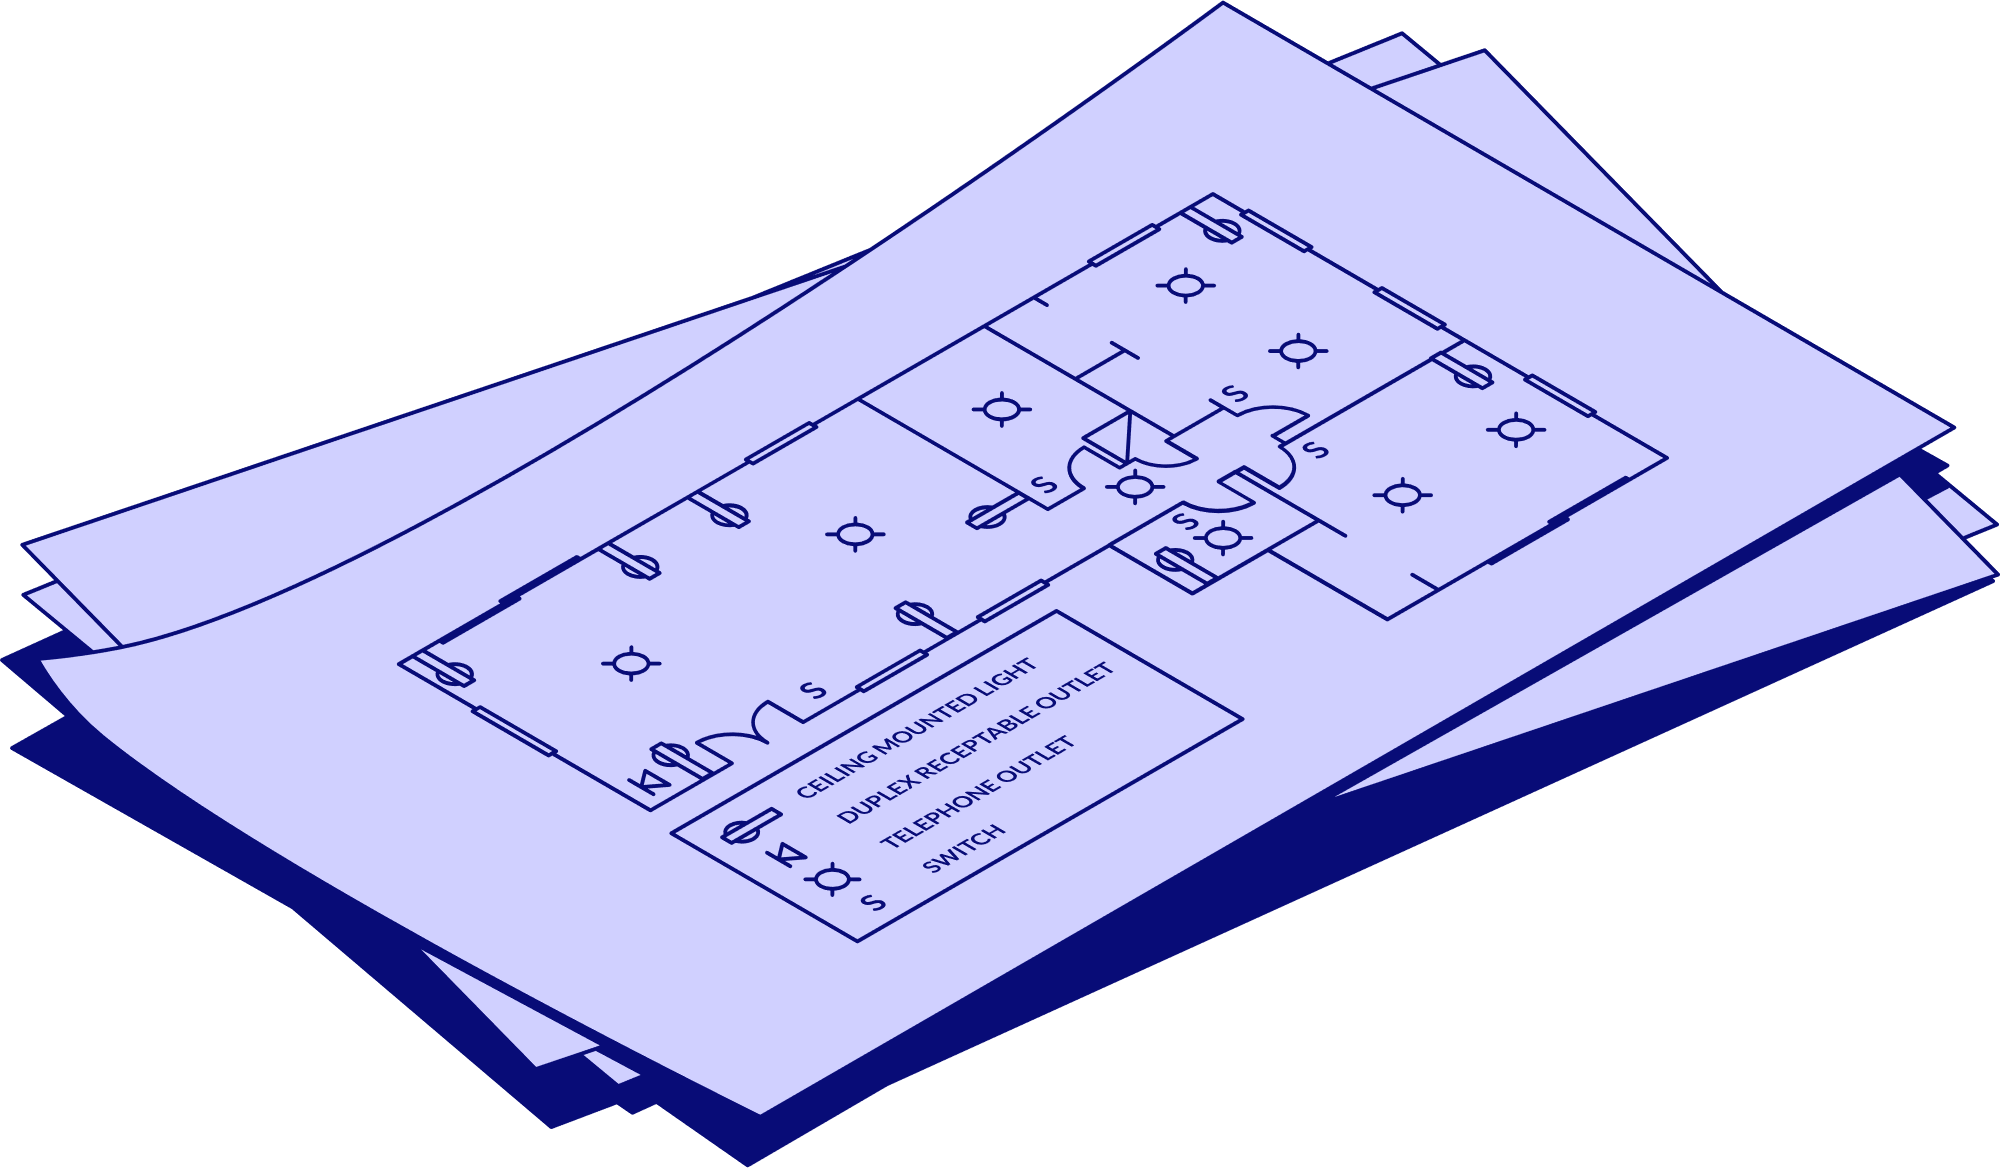 S
S
S
S
S
CEILING MOUNTED LIGHT
DUPLEX RECEPTABLE OUTLET
TELEPHONE OUTLET
S SWITCH